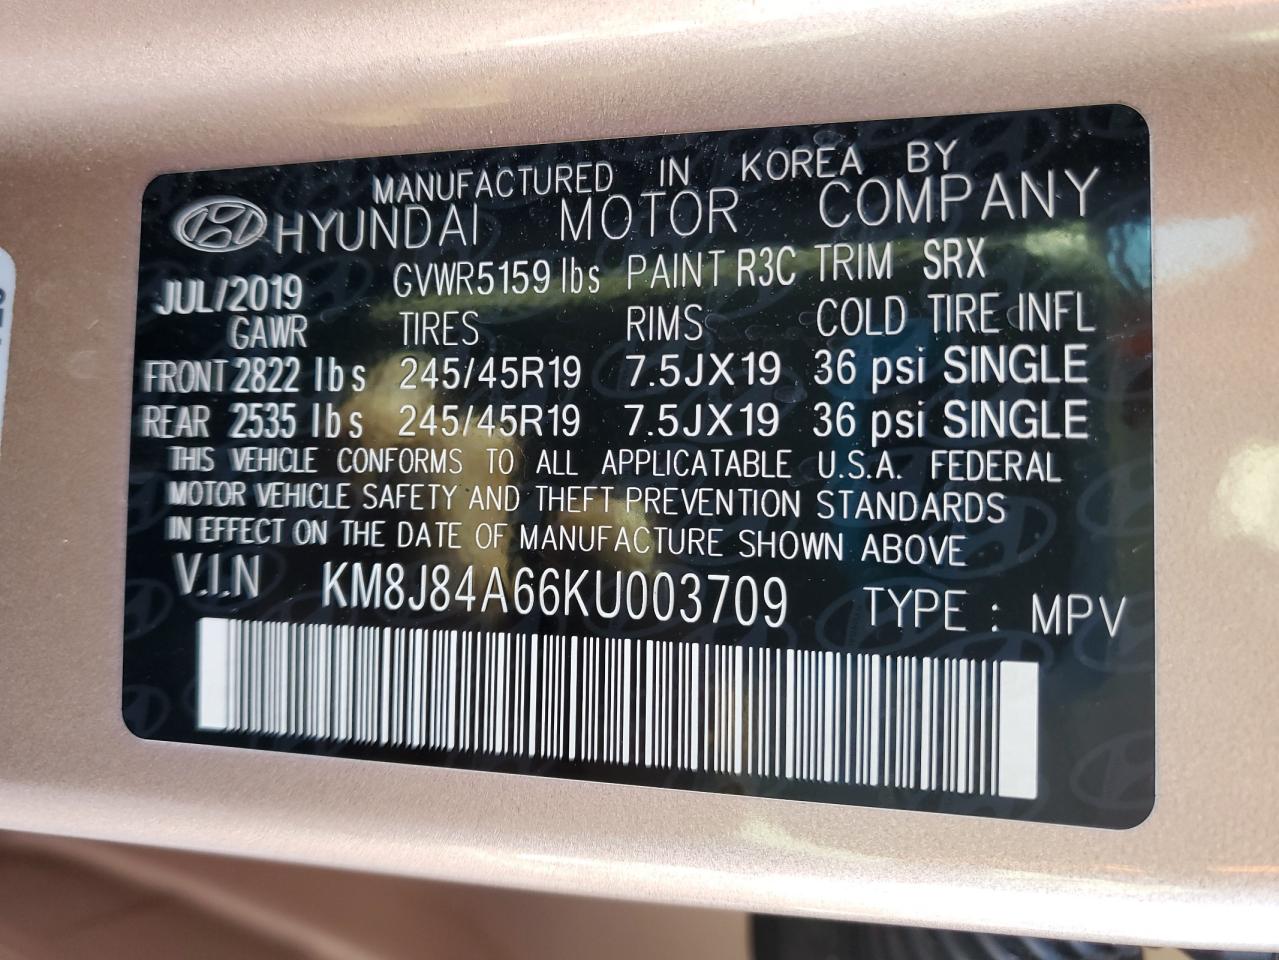 MANUFACTURED IN KOREA BY
HYUNDAI MOTOR COMPANY
JUL/2019 GVWR5159 lbs PAINT R3C TRIM SRX
GAWR TIRES RIMS COLD TIRE INFL
FRONT 2822 lbs 245/45R19 7.5JX19 36 psi SINGLE
REAR 2535 lbs 245/45R19 7.5JX19 36 psi SINGLE
THIS VEHICLE CONFORMS TO ALL APPLICATABLE U.S.A. FEDERAL
MOTOR VEHICLE SAFETY AND THEFT PREVENTION STANDARDS
IN EFFECT ON THE DATE OF MANUFACTURE SHOWN ABOVE
V.I.N KM8J84A66KU003709 TYPE : MPV